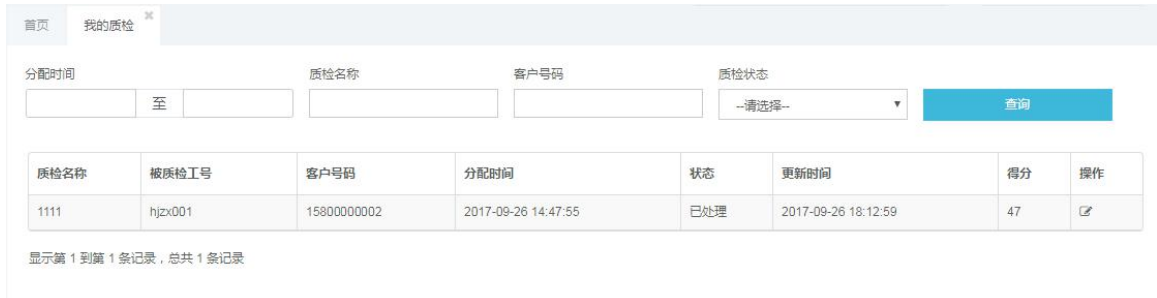 首页 我的质检
分配时间 质检名称 客户号码 质检状态
至 --请选择-- 查询
质检名称 被质检工号 客户号码 分配时间 状态 更新时间 得分 操作
1111 hjzx001 15800000002 2017-09-26 14:47:55 已处理 2017-09-26 18:12:59 47
显示第 1 到第 1 条记录，总共 1 条记录